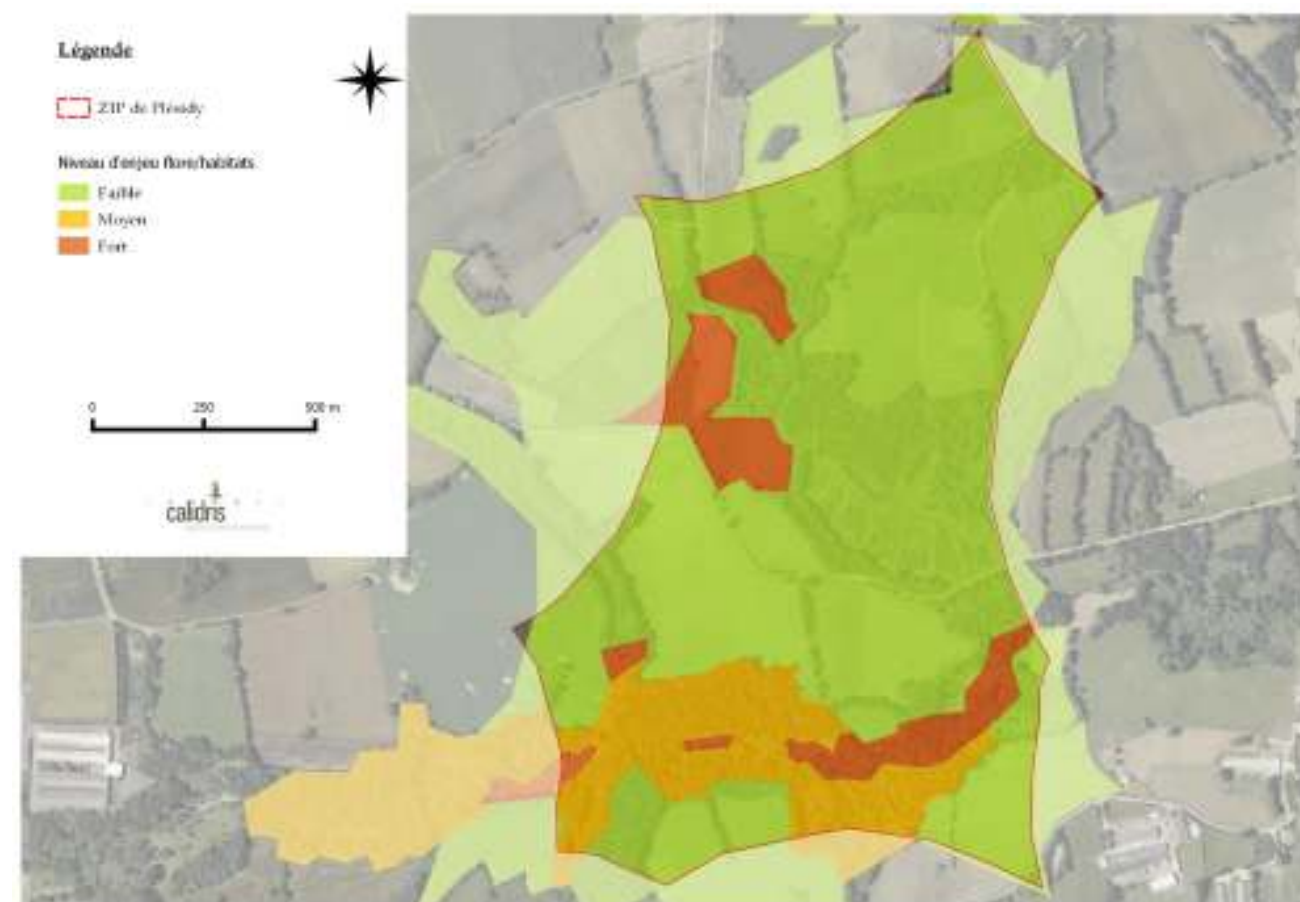 Légende
ZIP de Plésidy
Niveau d'enjeu flore/habitats
Faible
Moyen
Fort
0 250 500 m
calidris